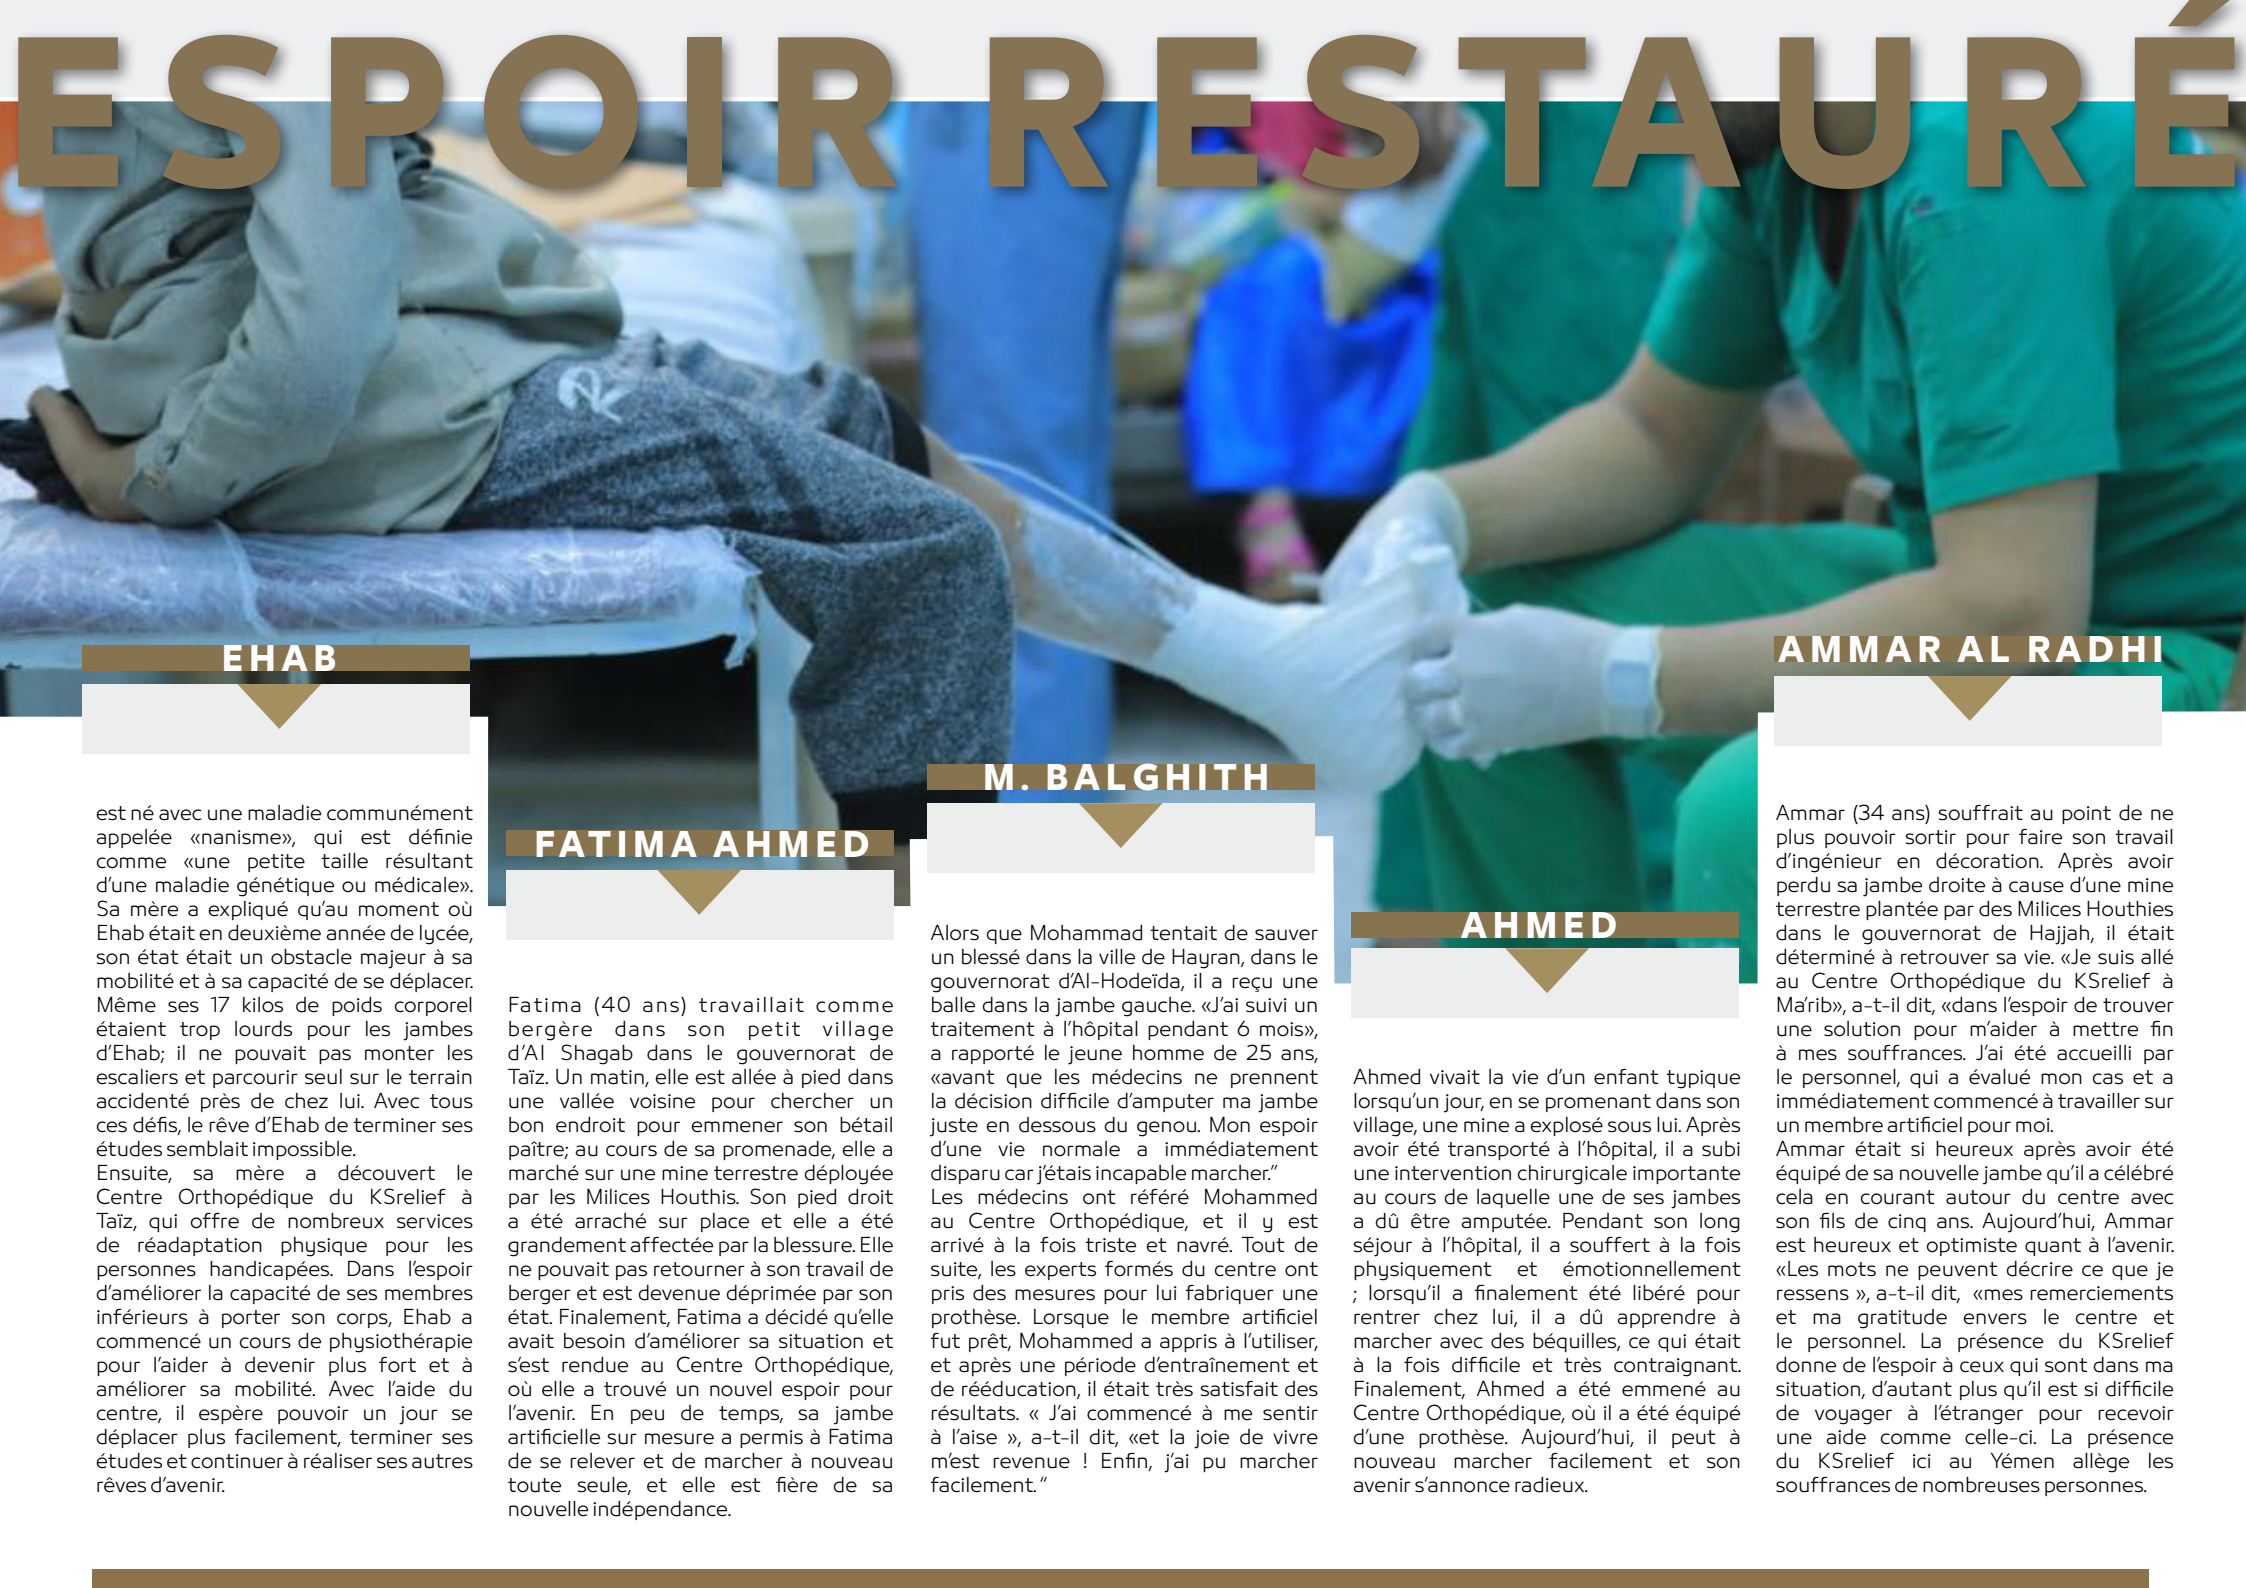 ESPOIR RESTAURÉ
EHAB
est né avec une maladie communément
appelée «nanisme», qui est définie
comme «une petite taille résultant
d’une maladie génétique ou médicale».
Sa mère a expliqué qu’au moment où
Ehab était en deuxième année de lycée,
son état était un obstacle majeur à sa
mobilité et à sa capacité de se déplacer.
Même ses 17 kilos de poids corporel
étaient trop lourds pour les jambes
d’Ehab; il ne pouvait pas monter les
escaliers et parcourir seul sur le terrain
accidenté près de chez lui. Avec tous
ces défis, le rêve d’Ehab de terminer ses
études semblait impossible.
Ensuite, sa mère a découvert le
Centre Orthopédique du KSrelief à
Taïz, qui offre de nombreux services
de réadaptation physique pour les
personnes handicapées. Dans l’espoir
d’améliorer la capacité de ses membres
inférieurs à porter son corps, Ehab a
commencé un cours de physiothérapie
pour l’aider à devenir plus fort et à
améliorer sa mobilité. Avec l’aide du
centre, il espère pouvoir un jour se
déplacer plus facilement, terminer ses
études et continuer à réaliser ses autres
rêves d’avenir.
FATIMA AHMED
Fatima (40 ans) travaillait comme
bergère dans son petit village
d’Al Shagab dans le gouvernorat de
Taïz. Un matin, elle est allée à pied dans
une vallée voisine pour chercher un
bon endroit pour emmener son bétail
paître; au cours de sa promenade, elle a
marché sur une mine terrestre déployée
par les Milices Houthis. Son pied droit
a été arraché sur place et elle a été
grandement affectée par la blessure. Elle
ne pouvait pas retourner à son travail de
berger et est devenue déprimée par son
état. Finalement, Fatima a décidé qu’elle
avait besoin d’améliorer sa situation et
s’est rendue au Centre Orthopédique,
où elle a trouvé un nouvel espoir pour
l’avenir. En peu de temps, sa jambe
artificielle sur mesure a permis à Fatima
de se relever et de marcher à nouveau
toute seule, et elle est fière de sa
nouvelle indépendance.
M. BALGHITH
Alors que Mohammad tentait de sauver
un blessé dans la ville de Hayran, dans le
gouvernorat d’Al-Hodeïda, il a reçu une
balle dans la jambe gauche. «J’ai suivi un
traitement à l’hôpital pendant 6 mois»,
a rapporté le jeune homme de 25 ans,
«avant que les médecins ne prennent
la décision difficile d’amputer ma jambe
juste en dessous du genou. Mon espoir
d’une vie normale a immédiatement
disparu car j’étais incapable marcher.”
Les médecins ont référé Mohammed
au Centre Orthopédique, et il y est
arrivé à la fois triste et navré. Tout de
suite, les experts formés du centre ont
pris des mesures pour lui fabriquer une
prothèse. Lorsque le membre artificiel
fut prêt, Mohammed a appris à l’utiliser,
et après une période d’entraînement et
de rééducation, il était très satisfait des
résultats. « J’ai commencé à me sentir
à l’aise », a-t-il dit, «et la joie de vivre
m’est revenue ! Enfin, j’ai pu marcher
facilement.“
AHMED
Ahmed vivait la vie d’un enfant typique
lorsqu’un jour, en se promenant dans son
village, une mine a explosé sous lui. Après
avoir été transporté à l’hôpital, il a subi
une intervention chirurgicale importante
au cours de laquelle une de ses jambes
a dû être amputée. Pendant son long
séjour à l’hôpital, il a souffert à la fois
physiquement et émotionnellement
; lorsqu’il a finalement été libéré pour
rentrer chez lui, il a dû apprendre à
marcher avec des béquilles, ce qui était
à la fois difficile et très contraignant.
Finalement, Ahmed a été emmené au
Centre Orthopédique, où il a été équipé
d’une prothèse. Aujourd’hui, il peut à
nouveau marcher facilement et son
avenir s’annonce radieux.
AMMAR AL RADHI
Ammar (34 ans) souffrait au point de ne
plus pouvoir sortir pour faire son travail
d’ingénieur en décoration. Après avoir
perdu sa jambe droite à cause d’une mine
terrestre plantée par des Milices Houthies
dans le gouvernorat de Hajjah, il était
déterminé à retrouver sa vie. «Je suis allé
au Centre Orthopédique du KSrelief à
Ma’rib», a-t-il dit, «dans l’espoir de trouver
une solution pour m’aider à mettre fin
à mes souffrances. J’ai été accueilli par
le personnel, qui a évalué mon cas et a
immédiatement commencé à travailler sur
un membre artificiel pour moi.
Ammar était si heureux après avoir été
équipé de sa nouvelle jambe qu’il a célébré
cela en courant autour du centre avec
son fils de cinq ans. Aujourd’hui, Ammar
est heureux et optimiste quant à l’avenir.
«Les mots ne peuvent décrire ce que je
ressens », a-t-il dit, «mes remerciements
et ma gratitude envers le centre et
le personnel. La présence du KSrelief
donne de l’espoir à ceux qui sont dans ma
situation, d’autant plus qu’il est si difficile
de voyager à l’étranger pour recevoir
une aide comme celle-ci. La présence
du KSrelief ici au Yémen allège les
souffrances de nombreuses personnes.